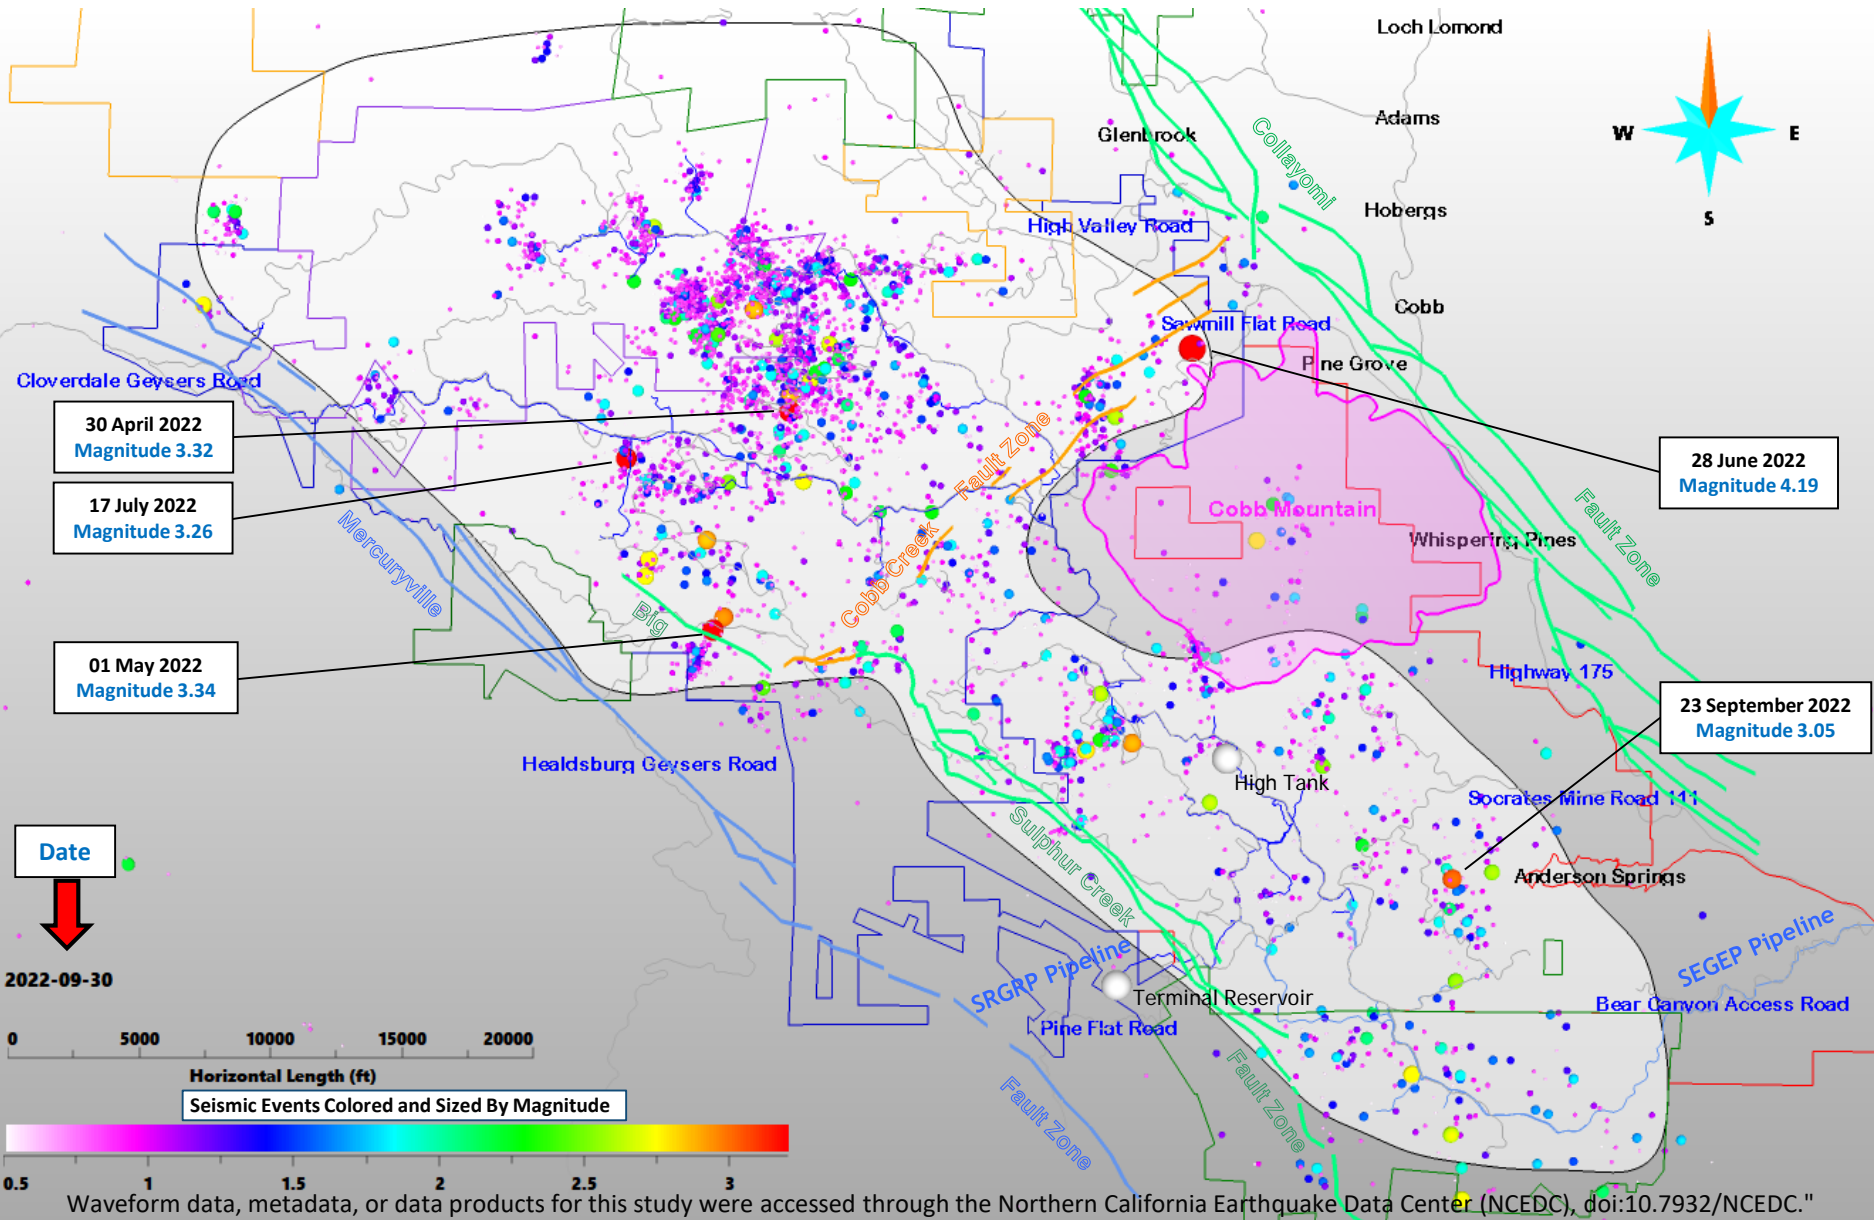 Loch Lomond
Adams
Glenbrook
Collayomi
W
E
S
Hobergs
High Valley Road
Cobb
Sawmill Flat Road
Pine Grove
Cloverdale Geysers Road
30 April 2022
Magnitude 3.32
28 June 2022
Magnitude 4.19
17 July 2022
Magnitude 3.26
Fault Zone
Cobb Creek
Cobb Mountain
Whispering Pines
Fault Zone
Mercuryville
Big
01 May 2022
Magnitude 3.34
Highway 175
23 September 2022
Magnitude 3.05
Healdsburg Geysers Road
High Tank
Socrates Mine Road 111
Sulphur Creek
Date
Anderson Springs
SRGRP Pipeline
SEGEP Pipeline
2022-09-30
Terminal Reservoir
Bear Canyon Access Road
Pine Flat Road
0 5000 10000 15000 20000
Horizontal Length (ft)
Fault Zone
Fault Zone
Seismic Events Colored and Sized By Magnitude
0.5 1 1.5 2 2.5 3
Waveform data, metadata, or data products for this study were accessed through the Northern California Earthquake Data Center (NCEDC), doi:10.7932/NCEDC."